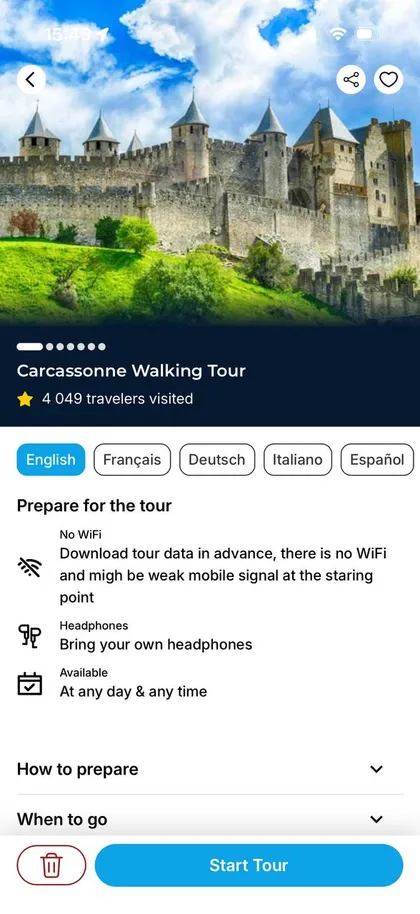 15:49
Carcassonne Walking Tour
4 049 travelers visited
English
Français
Deutsch
Italiano
Español
Prepare for the tour
No WiFi
Download tour data in advance, there is no WiFi
and migh be weak mobile signal at the staring
point
Headphones
Bring your own headphones
Available
At any day & any time
How to prepare
When to go
Start Tour